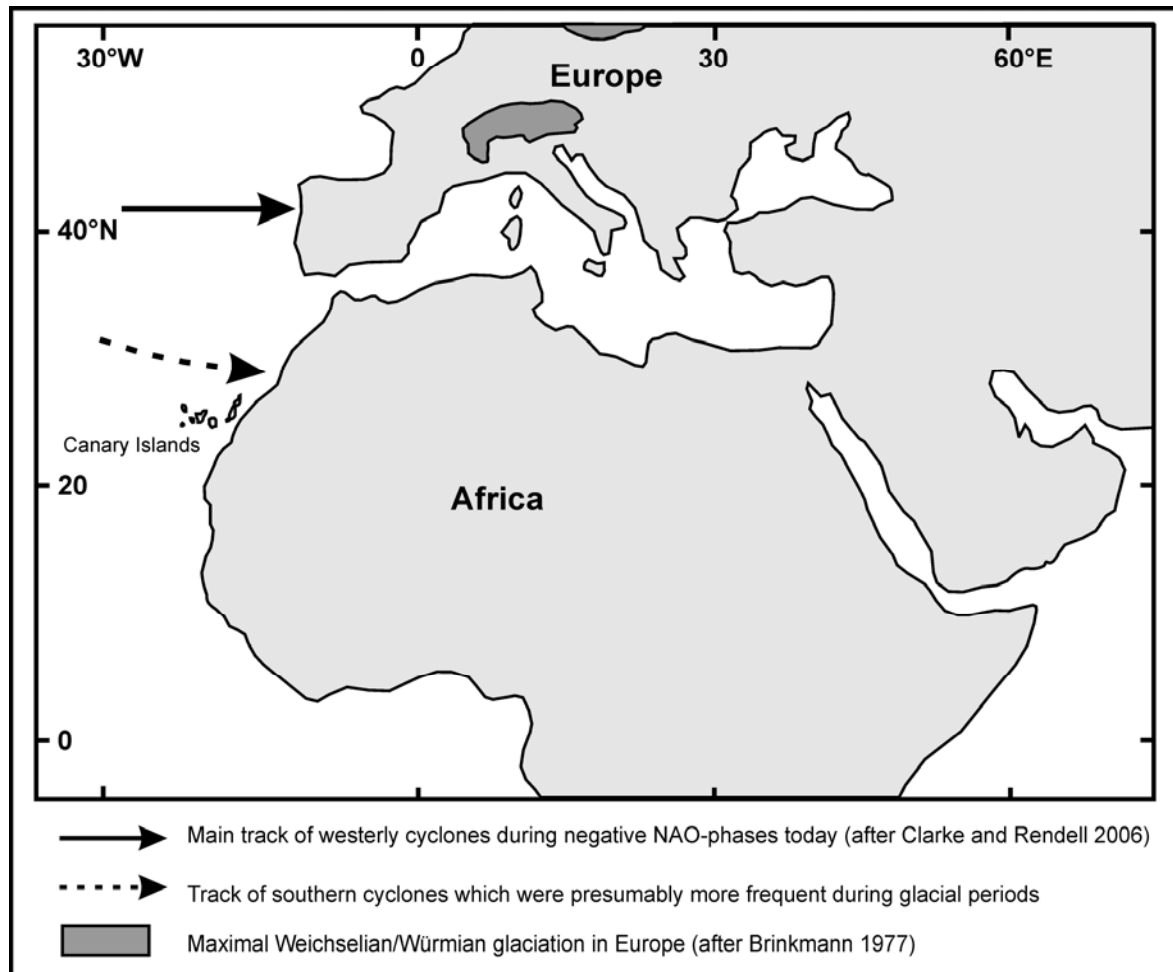 30°W 0 30 60°E
Europe
40°N
Canary Islands
20
Africa
0
Main track of westerly cyclones during negative NAO-phases today (after Clarke and Rendell 2006)
Track of southern cyclones which were presumably more frequent during glacial periods
Maximal Weichselian/Würmian glaciation in Europe (after Brinkmann 1977)